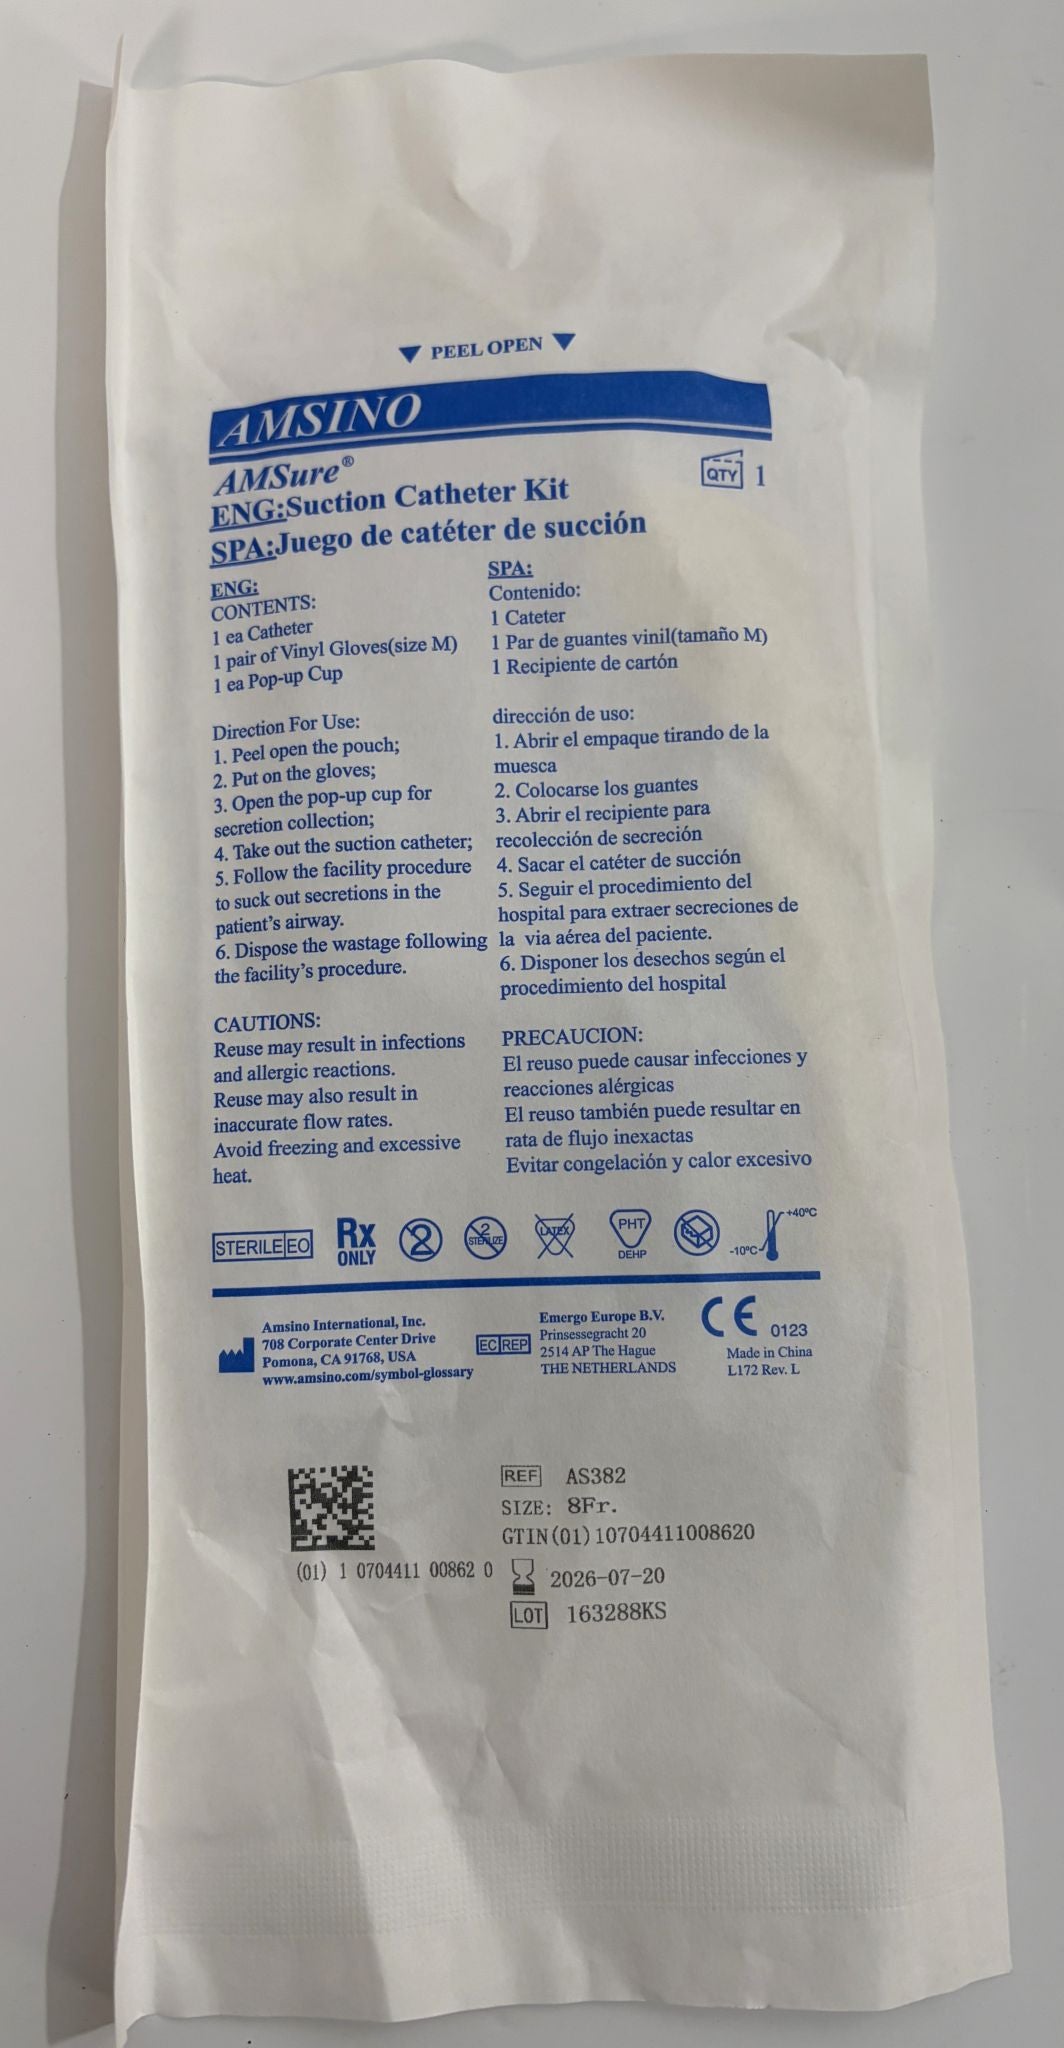 ▼ PEEL OPEN ▼
AMSINO
AMSure®
QTY 1
ENG:Suction Catheter Kit
SPA:Juego de catéter de succión
ENG:
CONTENTS:
1 ea Catheter
1 pair of Vinyl Gloves(size M)
1 ea Pop-up Cup
Direction For Use:
1. Peel open the pouch;
2. Put on the gloves;
3. Open the pop-up cup for
secretion collection;
4. Take out the suction catheter;
5. Follow the facility procedure
to suck out secretions in the
patient's airway.
6. Dispose the wastage following
the facility's procedure.
CAUTIONS:
Reuse may result in infections
and allergic reactions.
Reuse may also result in
inaccurate flow rates.
Avoid freezing and excessive
heat.
SPA:
Contenido:
1 Cateter
1 Par de guantes vinil(tamaño M)
1 Recipiente de cartón
dirección de uso:
1. Abrir el empaque tirando de la
muesca
2. Colocarse los guantes
3. Abrir el recipiente para
recolección de secreción
4. Sacar el catéter de succión
5. Seguir el procedimiento del
hospital para extraer secreciones de
la via aérea del paciente.
6. Disponer los desechos según el
procedimiento del hospital
PRECAUCION:
El reuso puede causar infecciones y
reacciones alérgicas
El reuso también puede resultar en
rata de flujo inexactas
Evitar congelación y calor excesivo
STERILE EO
Rx
ONLY
2
2
STERILIZE
LATEX
PHT
DEHP
-10°C
+40°C
Amsino International, Inc.
708 Corporate Center Drive
Pomona, CA 91768, USA
www.amsino.com/symbol-glossary
EC REP
Emergo Europe B.V.
Prinsessegracht 20
2514 AP The Hague
THE NETHERLANDS
CE 0123
Made in China
L172 Rev. L
(01) 1 0704411 00862 0
REF AS382
SIZE: 8Fr.
GTIN(01)10704411008620
2026-07-20
LOT 163288KS